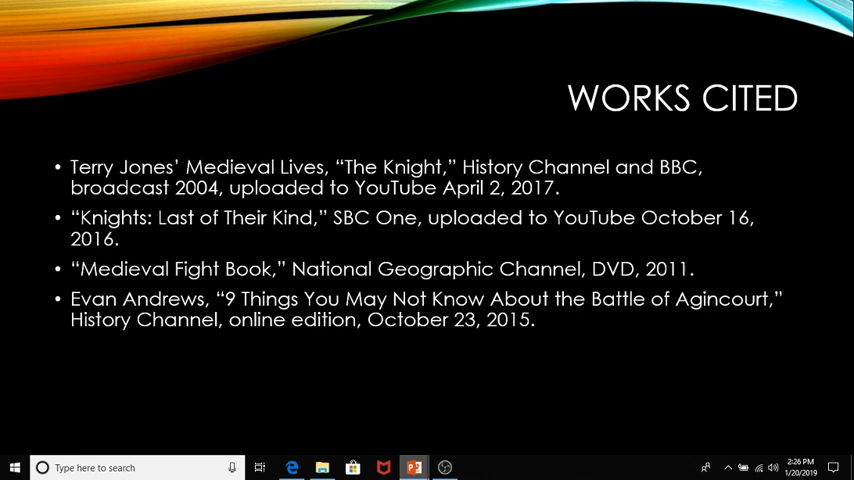 WORKS CITED
• Terry Jones’ Medieval Lives, “The Knight,” History Channel and BBC,
broadcast 2004, uploaded to YouTube April 2, 2017.
• “Knights: Last of Their Kind,” SBC One, uploaded to YouTube October 16,
2016.
• “Medieval Fight Book,” National Geographic Channel, DVD, 2011.
• Evan Andrews, “9 Things You May Not Know About the Battle of Agincourt,”
History Channel, online edition, October 23, 2015.
Type here to search
2:26 PM
1/20/2019